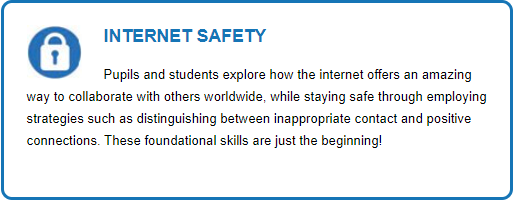 INTERNET SAFETY
Pupils and students explore how the internet offers an amazing
way to collaborate with others worldwide, while staying safe through employing
strategies such as distinguishing between inappropriate contact and positive
connections. These foundational skills are just the beginning!